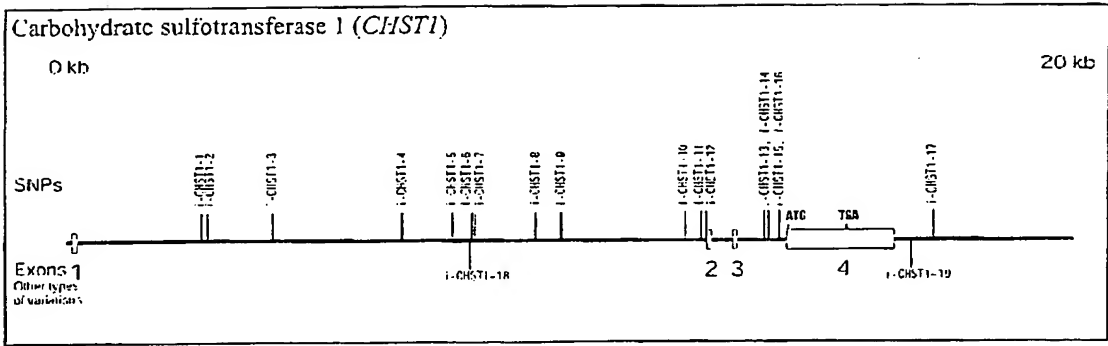 Carbohydrate sulfotransferase 1 (CHST1)
0 kb
20 kb
SNPs
i-CHST1-1
i-CHST1-2
i-CHST1-3
i-CHST1-4
i-CHST1-5
i-CHST1-6
i-CHST1-7
i-CHST1-8
i-CHST1-9
i-CHST1-10
i-CHST1-11
i-CHST1-12
i-CHST1-13, i-CHST1-14
i-CHST1-15, i-CHST1-16
i-CHST1-17
ATG
TGA
Exons 1
2
3
4
Other types
of variations
i-CHST1-18
i-CHST1-19